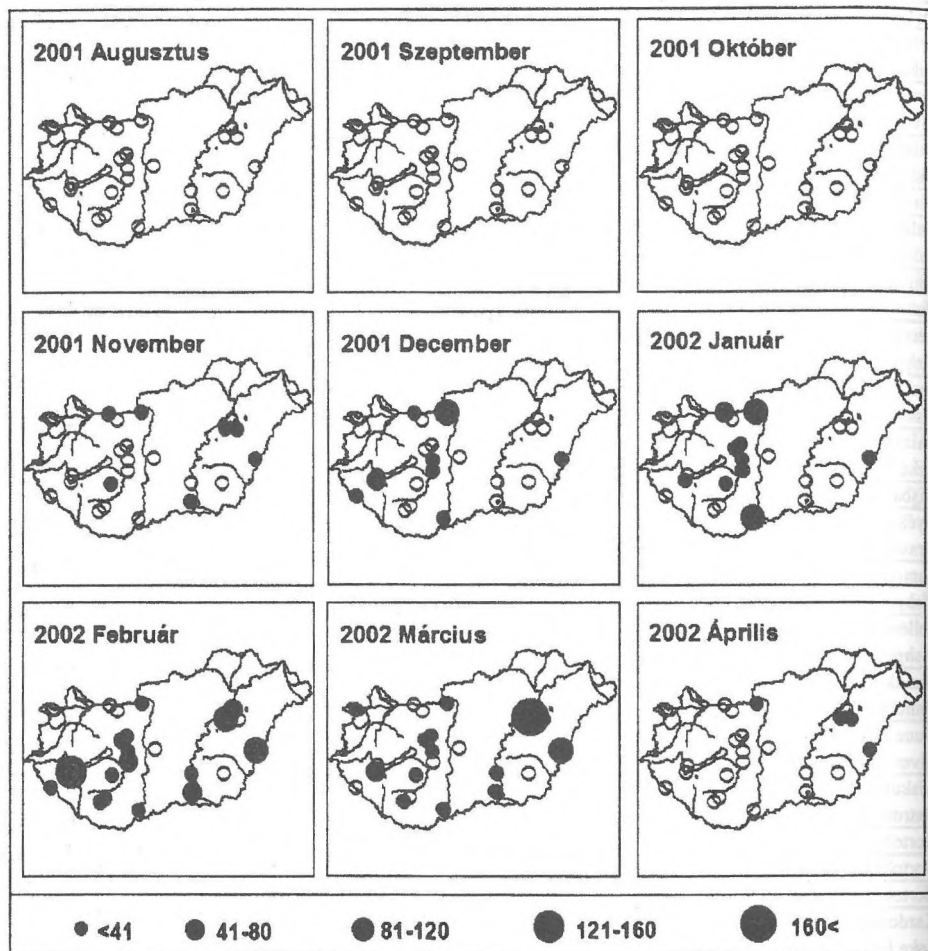 2001 Augusztus
2001 Szeptember
2001 Október
2001 November
2001 December
2002 Január
2002 Február
2002 Március
2002 Április
<41
41-80
81-120
121-160
160<